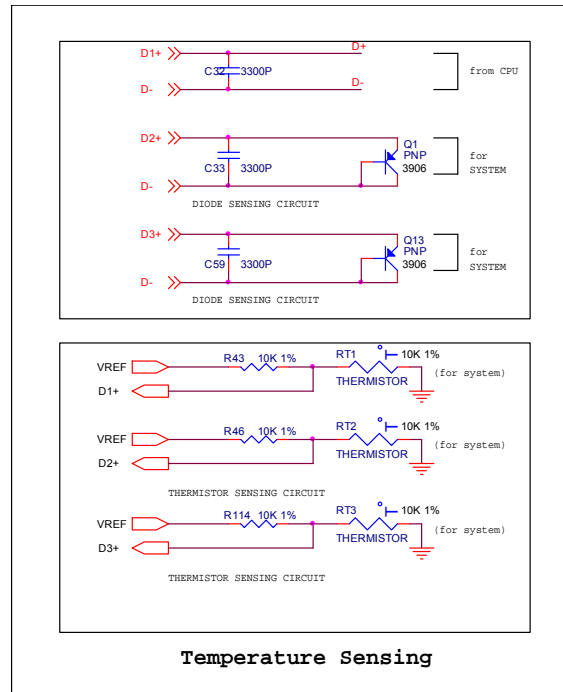 D1+ D+
C32 3300P from CPU
D- D-
D2+ Q1
PNP for
C33 3300P 3906 SYSTEM
D-
DIODE SENSING CIRCUIT
D3+ Q13
PNP for
C59 3300P 3906 SYSTEM
D-
DIODE SENSING CIRCUIT
R43 10K 1% RT1 10K 1%
VREF (for system)
D1+ THERMISTOR
R46 10K 1% RT2 10K 1%
VREF (for system)
D2+ THERMISTOR
THERMISTOR SENSING CIRCUIT
R114 10K 1% RT3 10K 1%
VREF (for system)
D3+ THERMISTOR
THERMISTOR SENSING CIRCUIT
Temperature Sensing